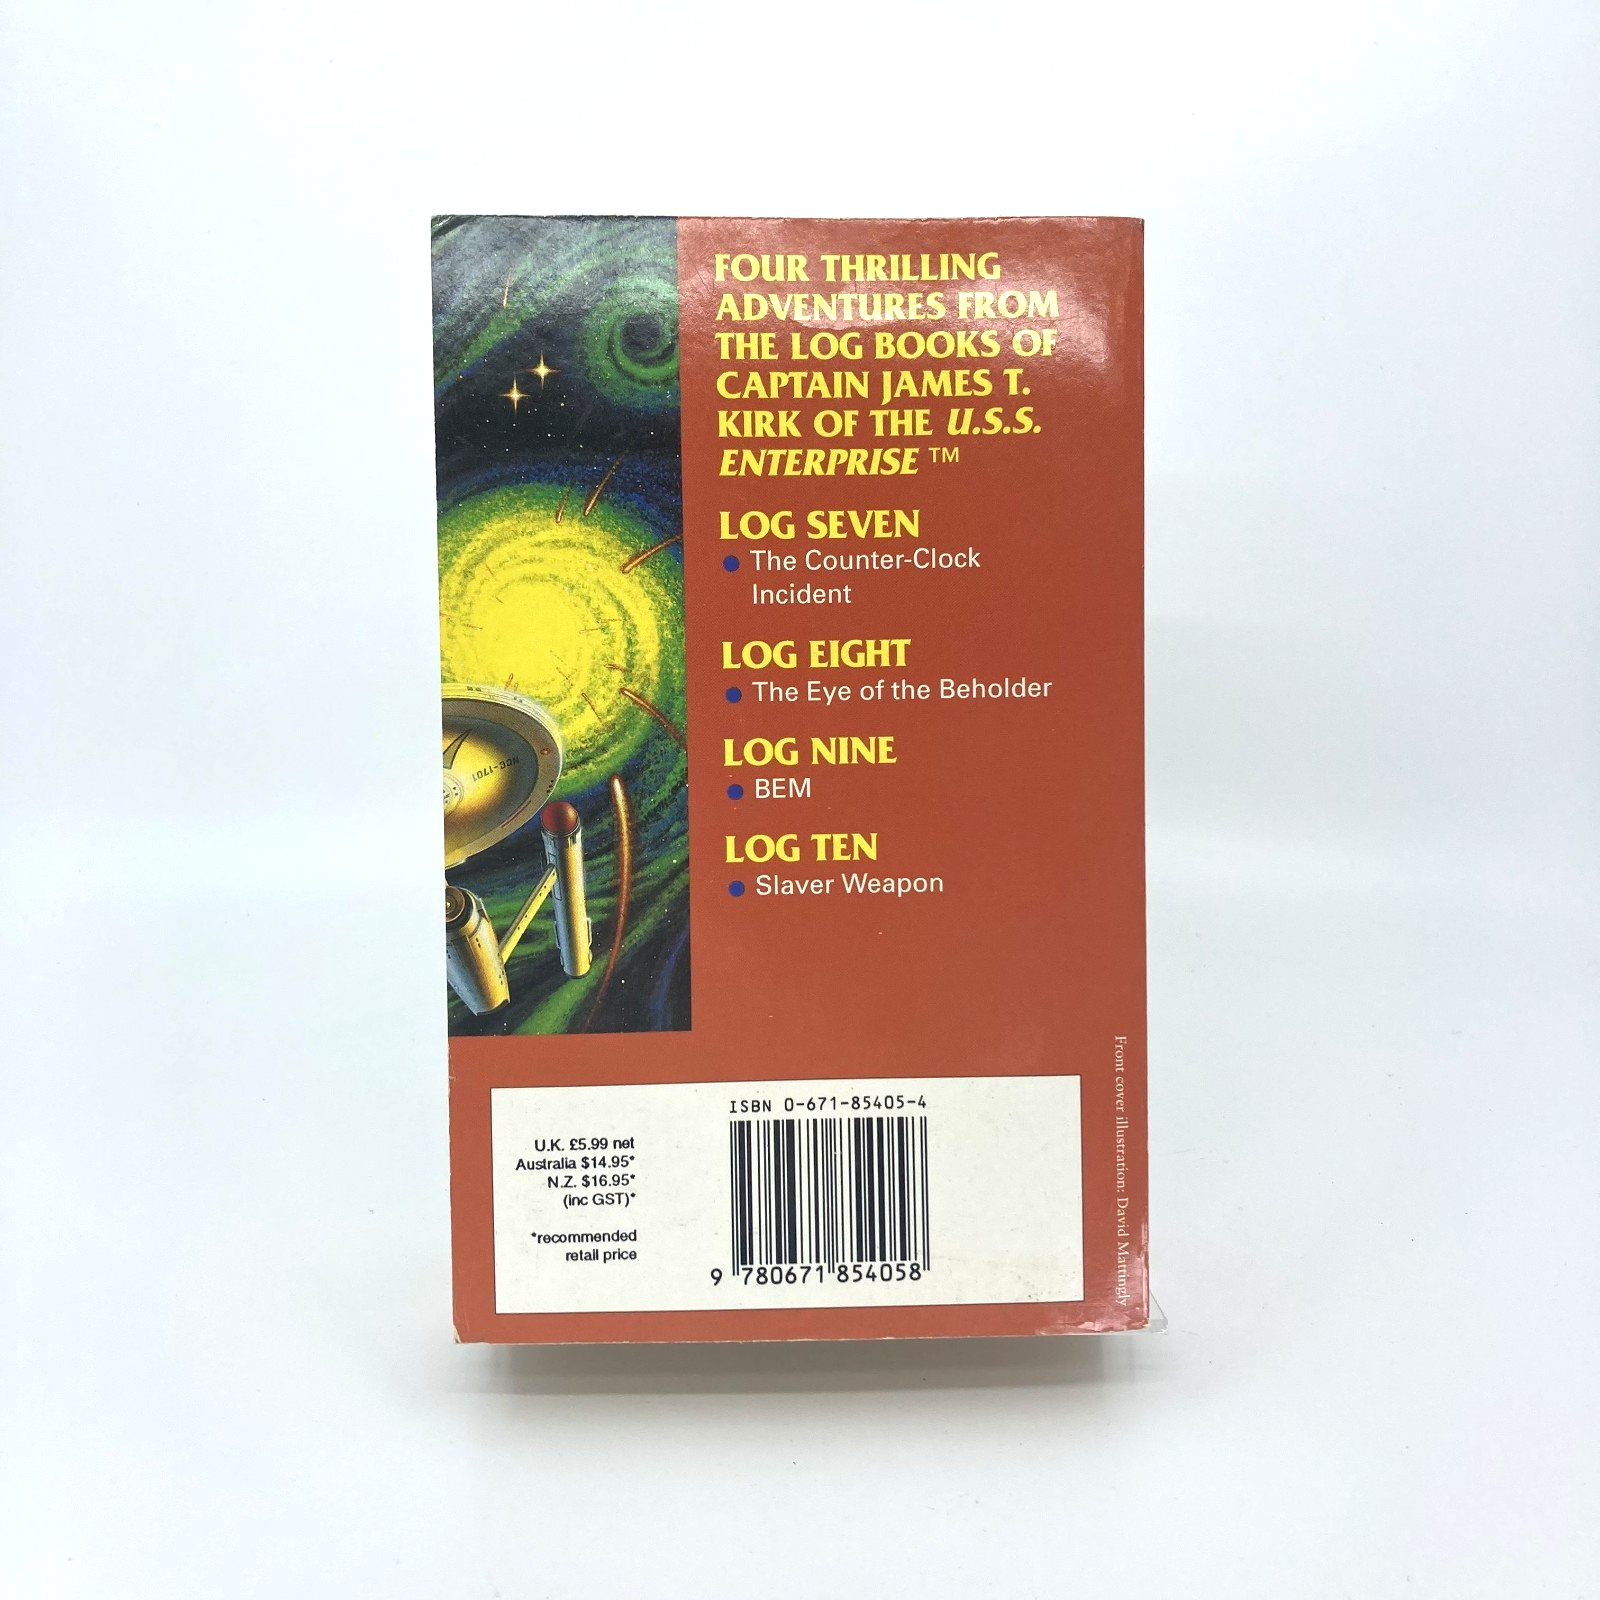 FOUR THRILLING
ADVENTURES FROM
THE LOG BOOKS OF
CAPTAIN JAMES T.
KIRK OF THE U.S.S.
ENTERPRISE ™
LOG SEVEN
● The Counter-Clock
Incident
LOG EIGHT
● The Eye of the Beholder
LOG NINE
● BEM
LOG TEN
● Slaver Weapon
NCC-1701
Front cover illustration: David Mattingly
U.K. £5.99 net
Australia $14.95*
N.Z. $16.95*
(inc GST)*
*recommended
retail price
ISBN 0-671-85405-4
9 780671 854058